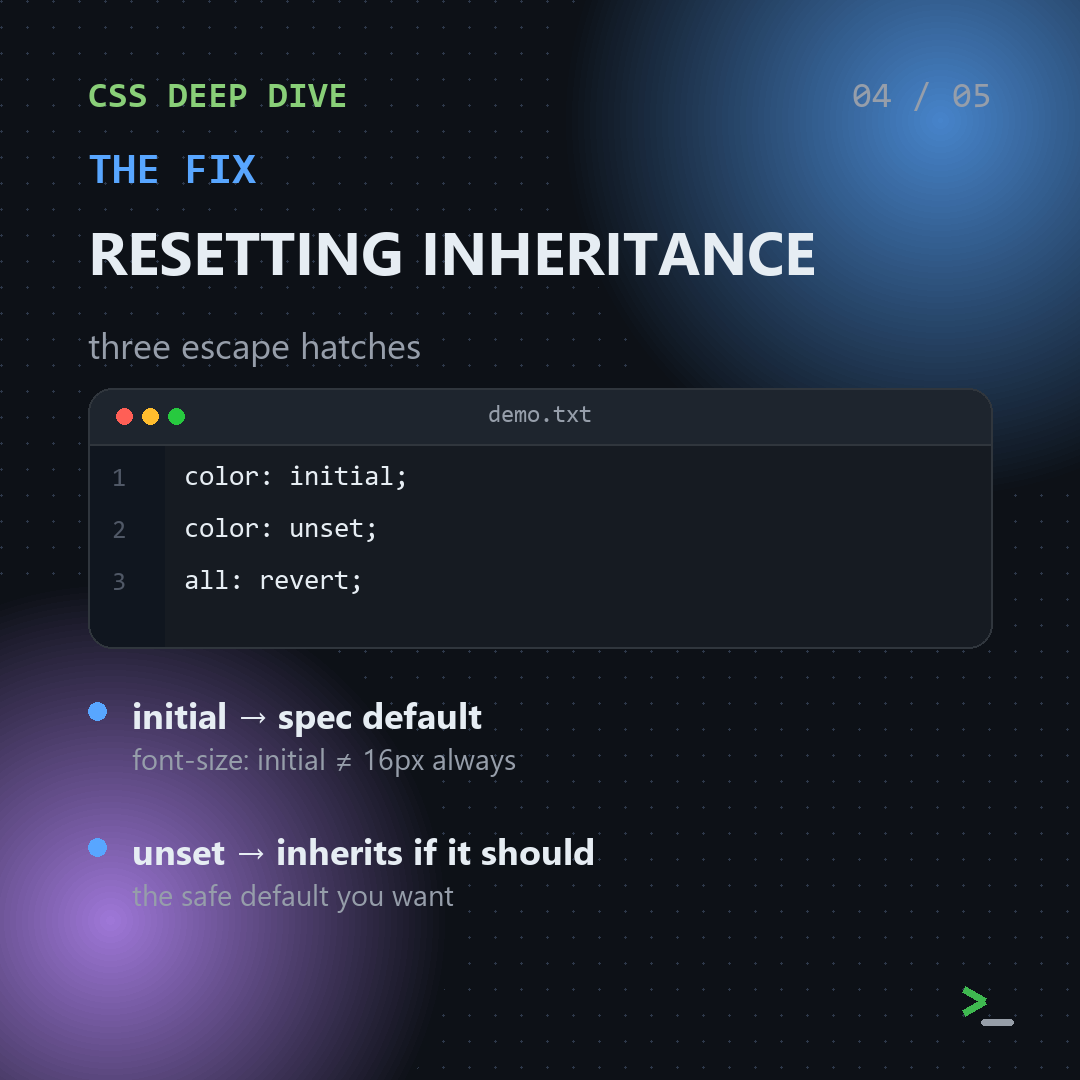 CSS DEEP DIVE
04 / 05
THE FIX
RESETTING INHERITANCE
three escape hatches
demo.txt
1 color: initial;
2 color: unset;
3 all: revert;
initial → spec default
font-size: initial ≠ 16px always
unset → inherits if it should
the safe default you want
>_